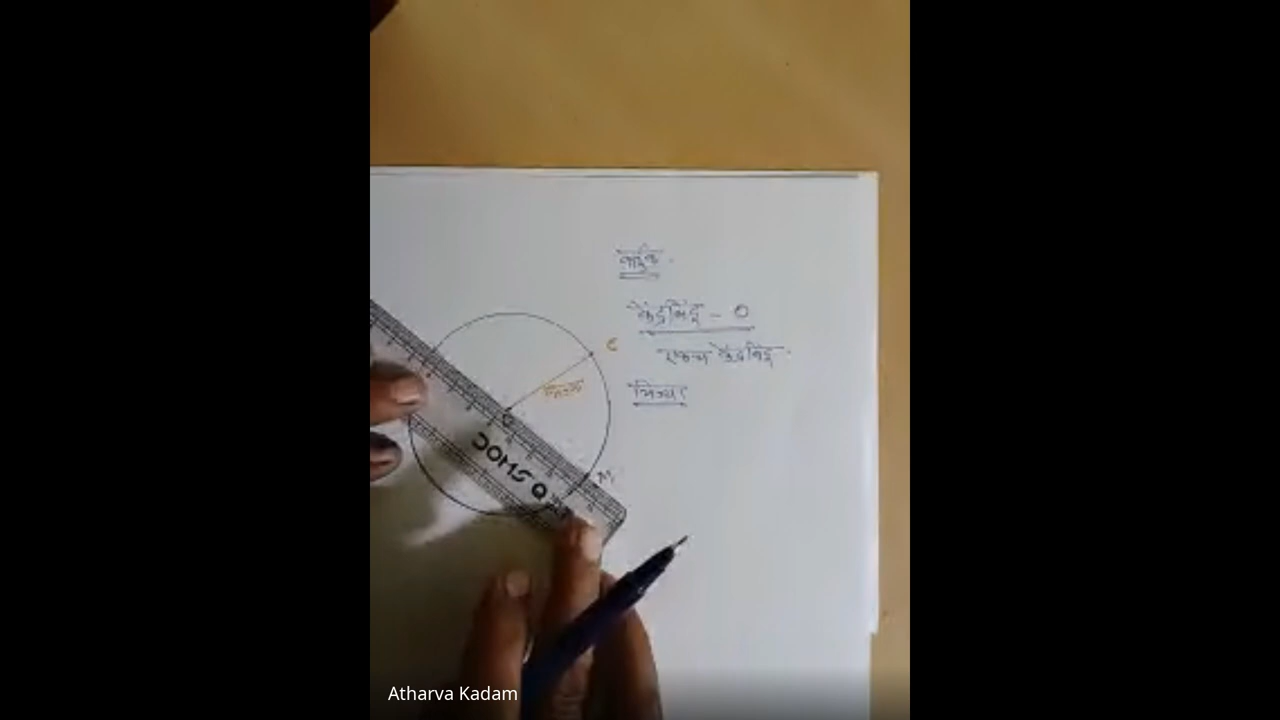 वर्तुळ.
केंद्रबिंदू - O
एकच केंद्रबिंदू.
त्रिज्या
C
त्रिज्या
O
M
DOMS
Atharva Kadam